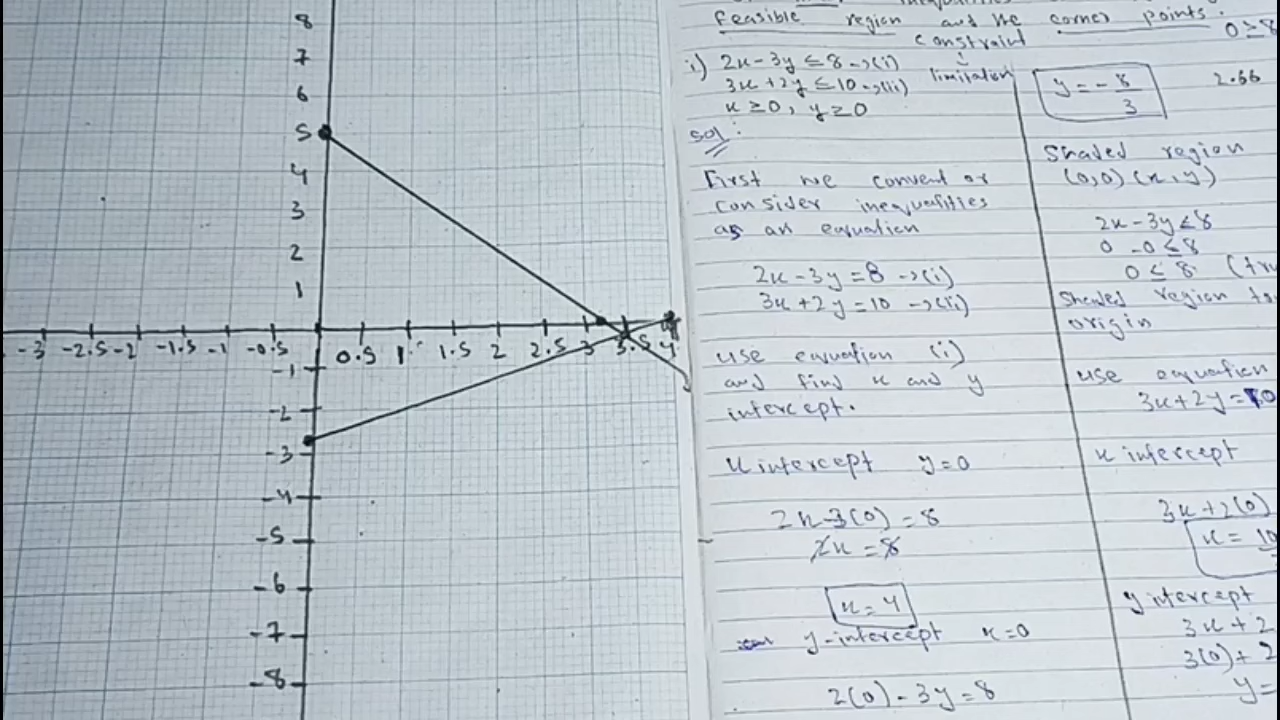 8
7
6
5
4
3
2
1
-3 -2.5 -2 -1.5 -1 -0.5 0.5 1 1.5 2 2.5 3 3.5 4
-1
-2
-3
-4
-5
-6
-7
-8
feasible region and the corner points.
constraint
i) 2x-3y≤8→(i)
3x+2y≤10→(ii) limitation
x≥0, y≥0
Sol:
First we convert or
consider inequalities
as an equation
2x-3y=8→(i)
3x+2y=10→(ii)
use equation (i)
and find x and y
intercept.
x intercept y=0
2x-3(0)=8
2x=8
x=4
y-intercept x=0
2(0)-3y=8
0≥8
y=-8/3 2.66
Shaded region
(0,0) (x,y)
2x-3y≤8
0-0≤8
0≤8
Shaded region to
origin
use equation
3x+2y=10
x intercept
3x+2(0)
x=10
y intercept
3x+2
3(0)+2
y=